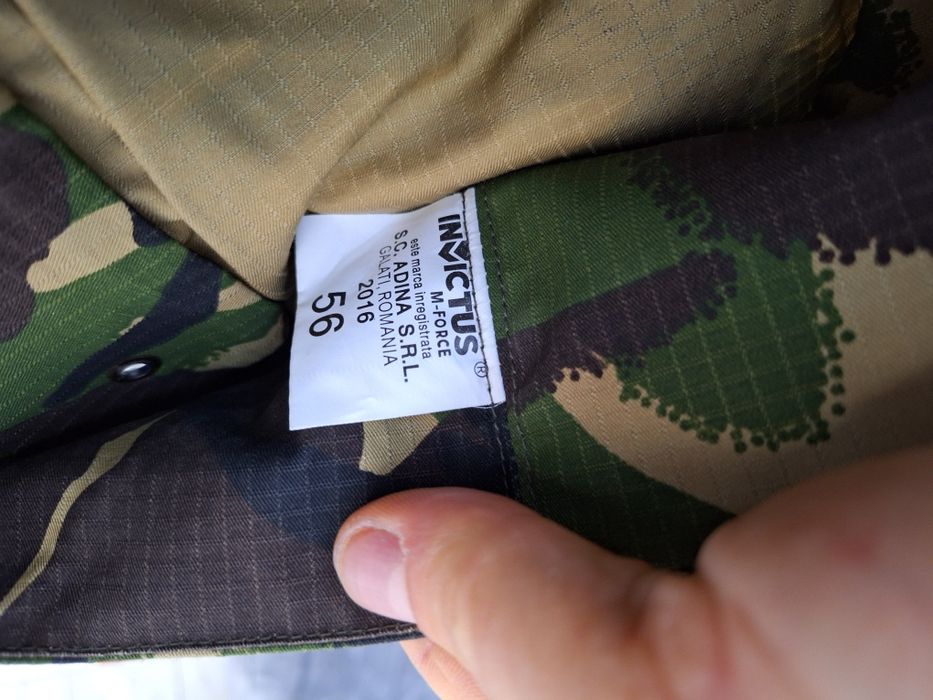 INVICTUS®
M-FORCE
este marca inregistrata
S.C. ADINA S.R.L.
GALATI, ROMANIA
2016
56